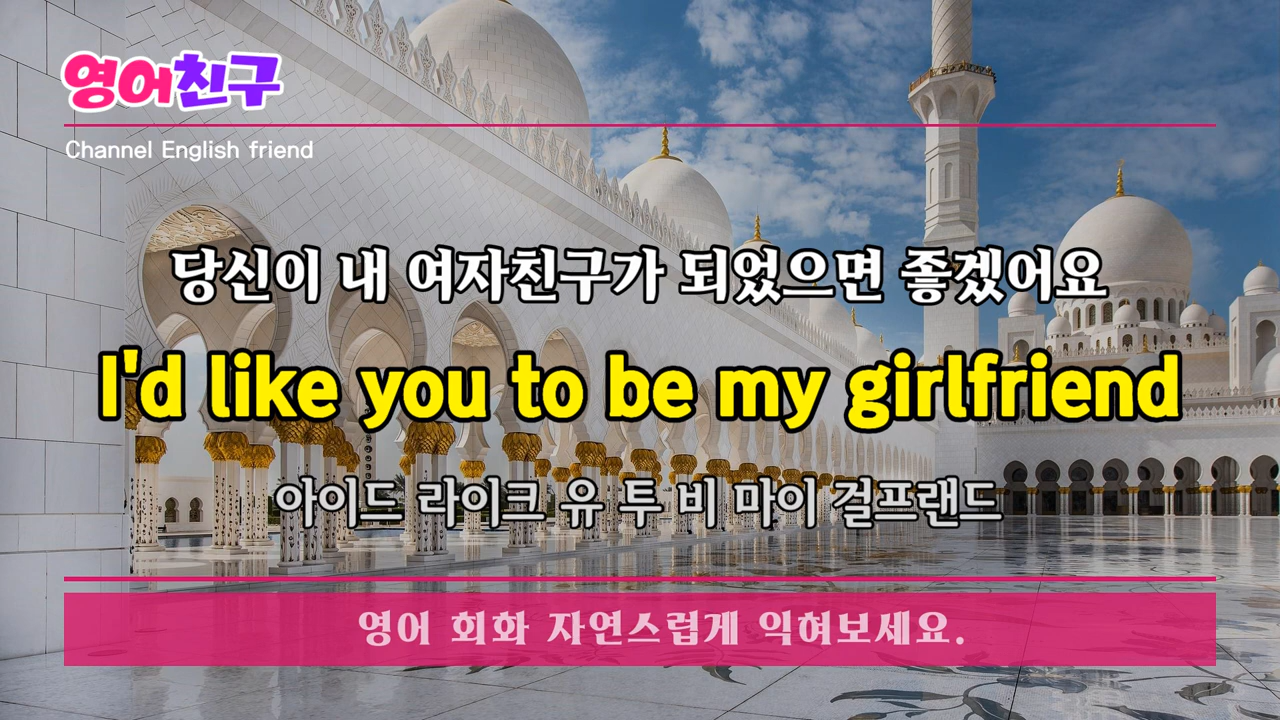 영어친구
Channel English friend
당신이 내 여자친구가 되었으면 좋겠어요
I'd like you to be my girlfriend
아이드 라이크 유 투 비 마이 걸프랜드
영어 회화 자연스럽게 익혀보세요.